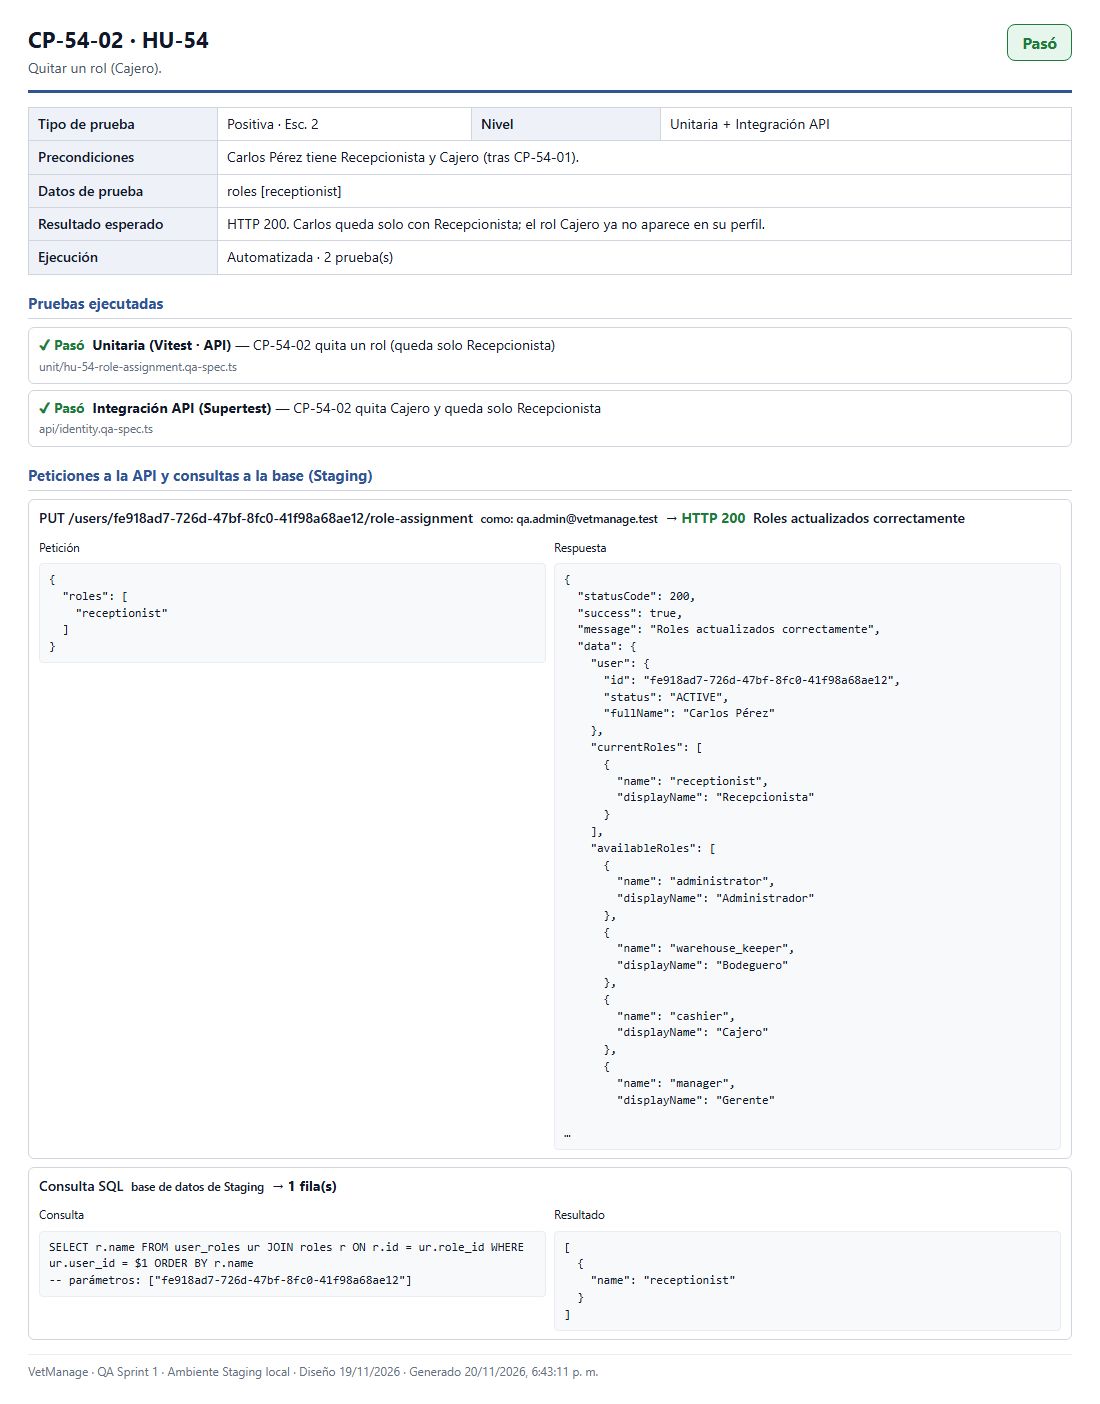 CP-54-02 · HU-54
Pasó
Quitar un rol (Cajero).
Tipo de prueba Positiva · Esc. 2 Nivel Unitaria + Integración API
Precondiciones Carlos Pérez tiene Recepcionista y Cajero (tras CP-54-01).
Datos de prueba roles [receptionist]
Resultado esperado HTTP 200. Carlos queda solo con Recepcionista; el rol Cajero ya no aparece en su perfil.
Ejecución Automatizada · 2 prueba(s)
Pruebas ejecutadas
✓ Pasó Unitaria (Vitest · API) — CP-54-02 quita un rol (queda solo Recepcionista)
unit/hu-54-role-assignment.qa-spec.ts
✓ Pasó Integración API (Supertest) — CP-54-02 quita Cajero y queda solo Recepcionista
api/identity.qa-spec.ts
Peticiones a la API y consultas a la base (Staging)
PUT /users/fe918ad7-726d-47bf-8fc0-41f98a68ae12/role-assignment como: qa.admin@vetmanage.test → HTTP 200 Roles actualizados correctamente
Petición
{
  "roles": [
    "receptionist"
  ]
}
Respuesta
{
  "statusCode": 200,
  "success": true,
  "message": "Roles actualizados correctamente",
  "data": {
    "user": {
      "id": "fe918ad7-726d-47bf-8fc0-41f98a68ae12",
      "status": "ACTIVE",
      "fullName": "Carlos Pérez"
    },
    "currentRoles": [
      {
        "name": "receptionist",
        "displayName": "Recepcionista"
      }
    ],
    "availableRoles": [
      {
        "name": "administrator",
        "displayName": "Administrador"
      },
      {
        "name": "warehouse_keeper",
        "displayName": "Bodeguero"
      },
      {
        "name": "cashier",
        "displayName": "Cajero"
      },
      {
        "name": "manager",
        "displayName": "Gerente"
…
Consulta SQL base de datos de Staging → 1 fila(s)
Consulta
SELECT r.name FROM user_roles ur JOIN roles r ON r.id = ur.role_id WHERE
ur.user_id = $1 ORDER BY r.name
-- parámetros: ["fe918ad7-726d-47bf-8fc0-41f98a68ae12"]
Resultado
[
  {
    "name": "receptionist"
  }
]
VetManage · QA Sprint 1 · Ambiente Staging local · Diseño 19/11/2026 · Generado 20/11/2026, 6:43:11 p. m.